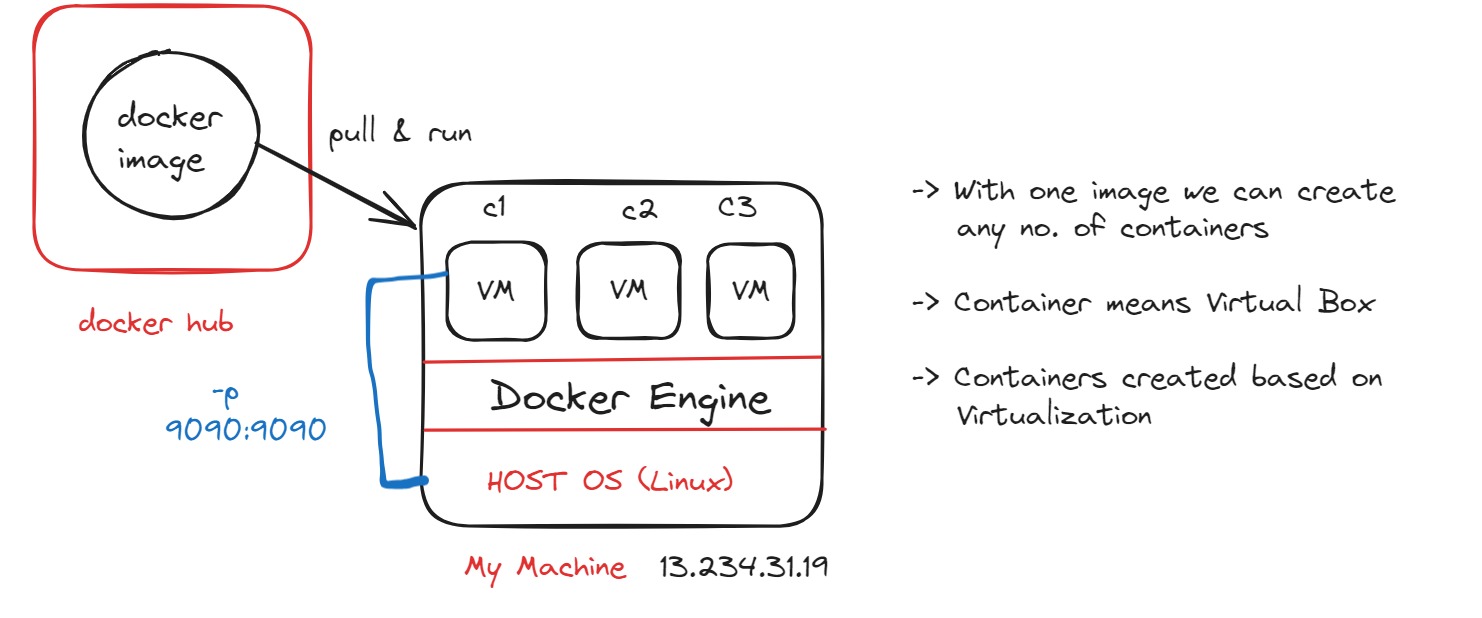 docker
image
pull & run
docker hub
-p
9090:9090
c1 c2 C3
VM VM VM
Docker Engine
HOST OS (Linux)
My Machine 13.234.31.19
-> With one image we can create
any no. of containers
-> Container means Virtual Box
-> Containers created based on
Virtualization